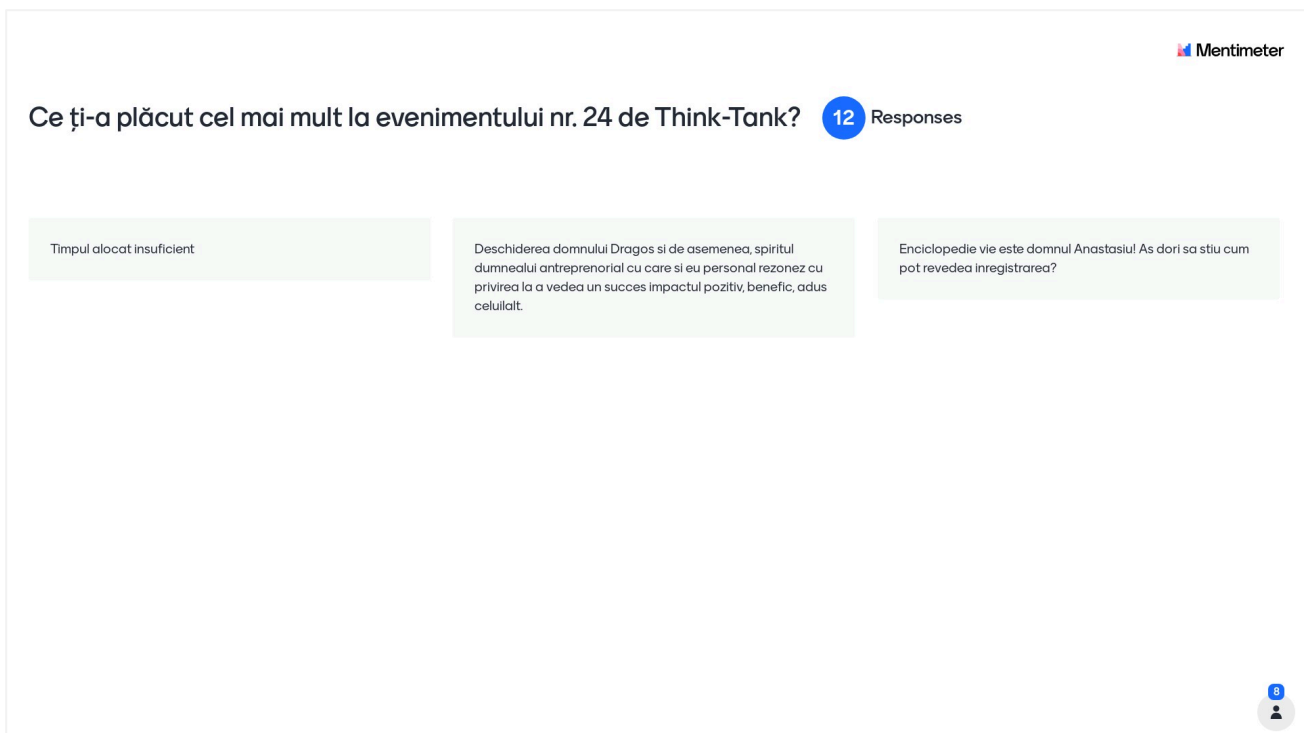 Mentimeter
Ce ți-a plăcut cel mai mult la evenimentului nr. 24 de Think-Tank?
12 Responses
Timpul alocat insuficient
Deschiderea domnului Dragos si de asemenea, spiritul
dumnealui antreprenorial cu care si eu personal rezonez cu
privirea la a vedea un succes impactul pozitiv, benefic, adus
celuilalt.
Enciclopedie vie este domnul Anastasiu! As dori sa stiu cum
pot revedea inregistrarea?
8